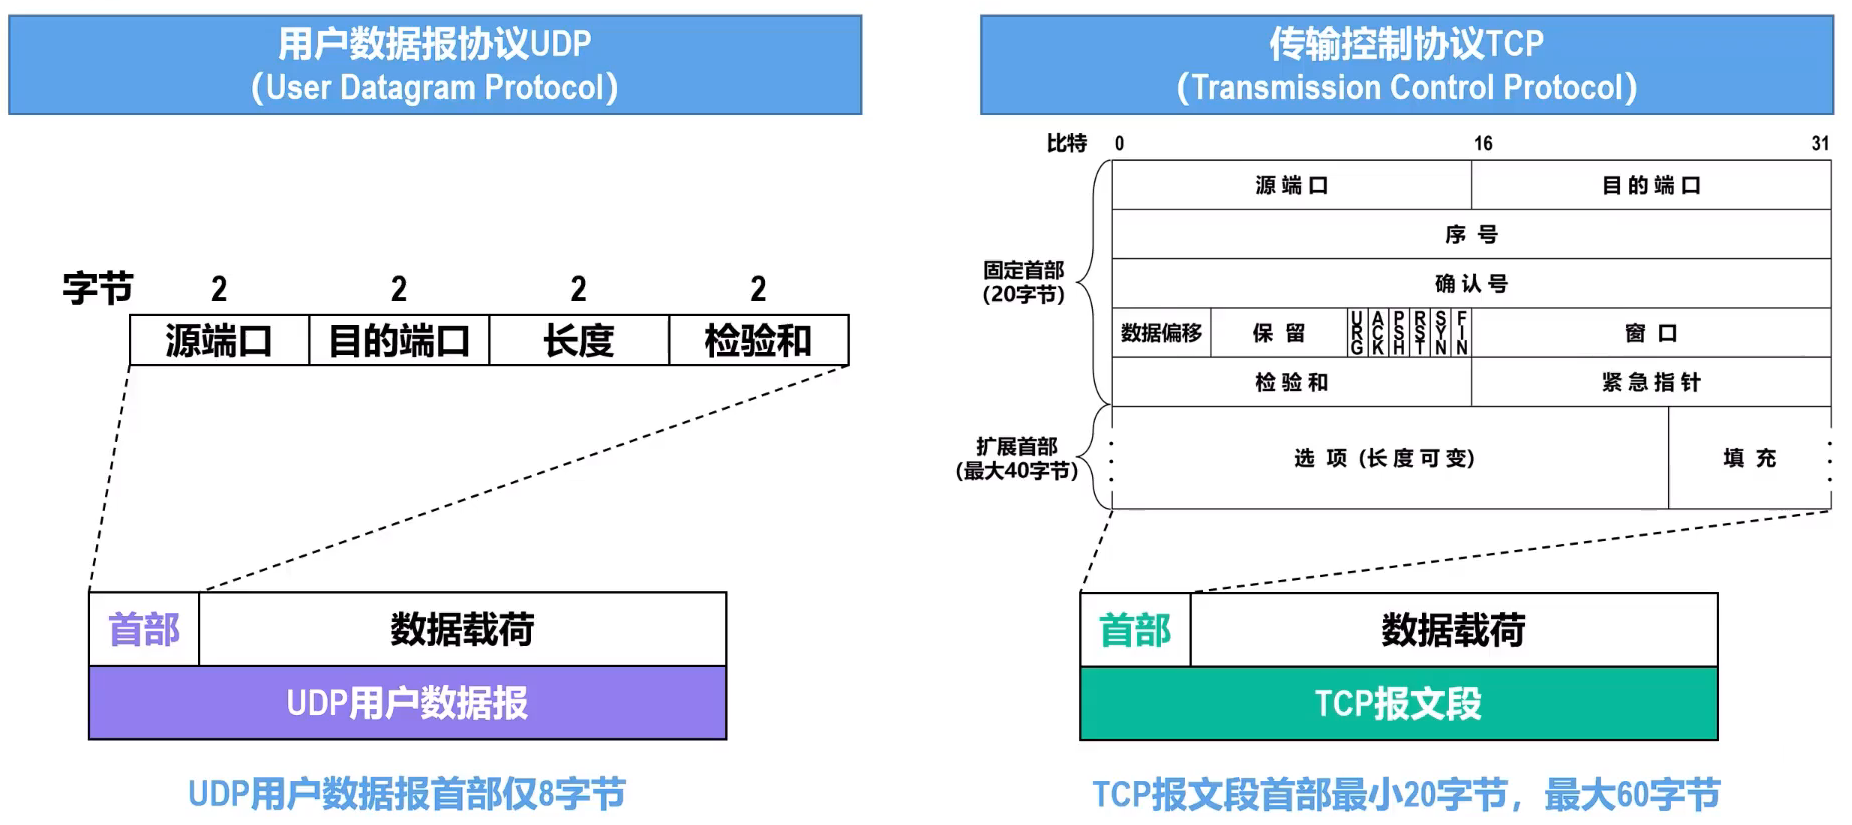 用户数据报协议UDP
(User Datagram Protocol)
字节 2 2 2 2
源端口 目的端口 长度 检验和
首部 数据载荷
UDP用户数据报
UDP用户数据报首部仅8字节
传输控制协议TCP
(Transmission Control Protocol)
比特 0 16 31
源端口 目的端口
序号
确认号
固定首部
(20字节)
数据偏移 保留 URG ACK PSH RST SYN FIN 窗口
检验和 紧急指针
扩展首部
(最大40字节)
选项 (长度可变) 填充
首部 数据载荷
TCP报文段
TCP报文段首部最小20字节，最大60字节